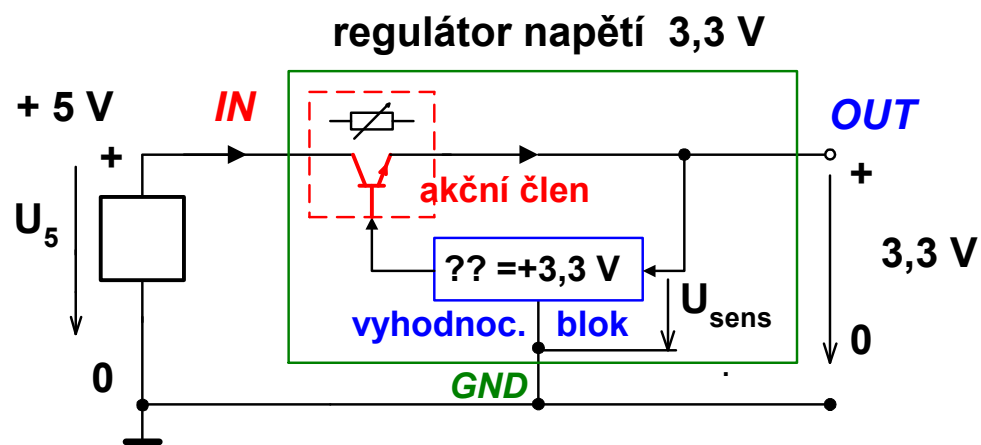 regulátor napětí 3,3 V
+ 5 V
IN
OUT
+
+
akční člen
U5
?? =+3,3 V
3,3 V
Usens
vyhodnoc. blok
0
0
GND